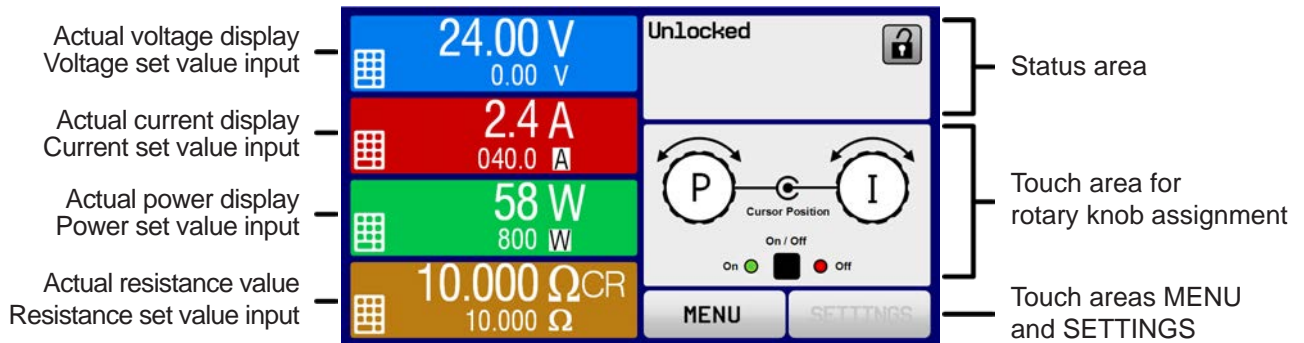 Actual voltage display
Voltage set value input
Actual current display
Current set value input
Actual power display
Power set value input
Actual resistance value
Resistance set value input
24.00 V
0.00 V
2.4 A
040.0 A
58 W
800 W
10.000 ΩCR
10.000 Ω
Unlocked
P
I
Cursor Position
On / Off
On
Off
MENU
SETTINGS
Status area
Touch area for
rotary knob assignment
Touch areas MENU
and SETTINGS